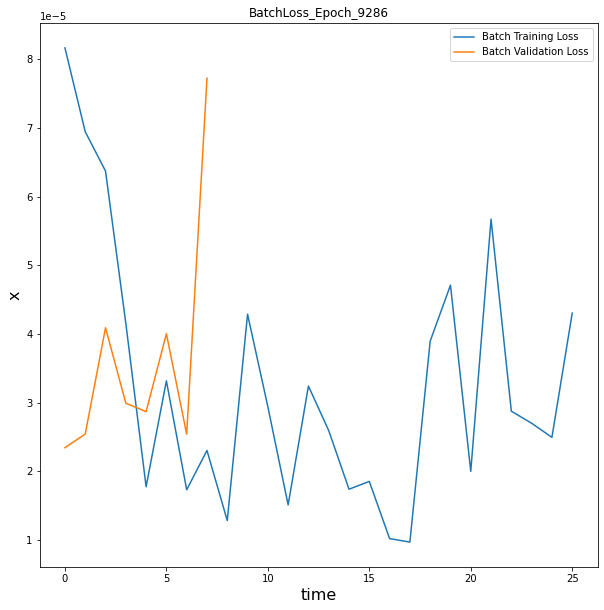 BatchLoss_Epoch_9286
1e−5
Batch Training Loss
Batch Validation Loss
8
7
6
5
4
3
2
1
x
0 5 10 15 20 25
time